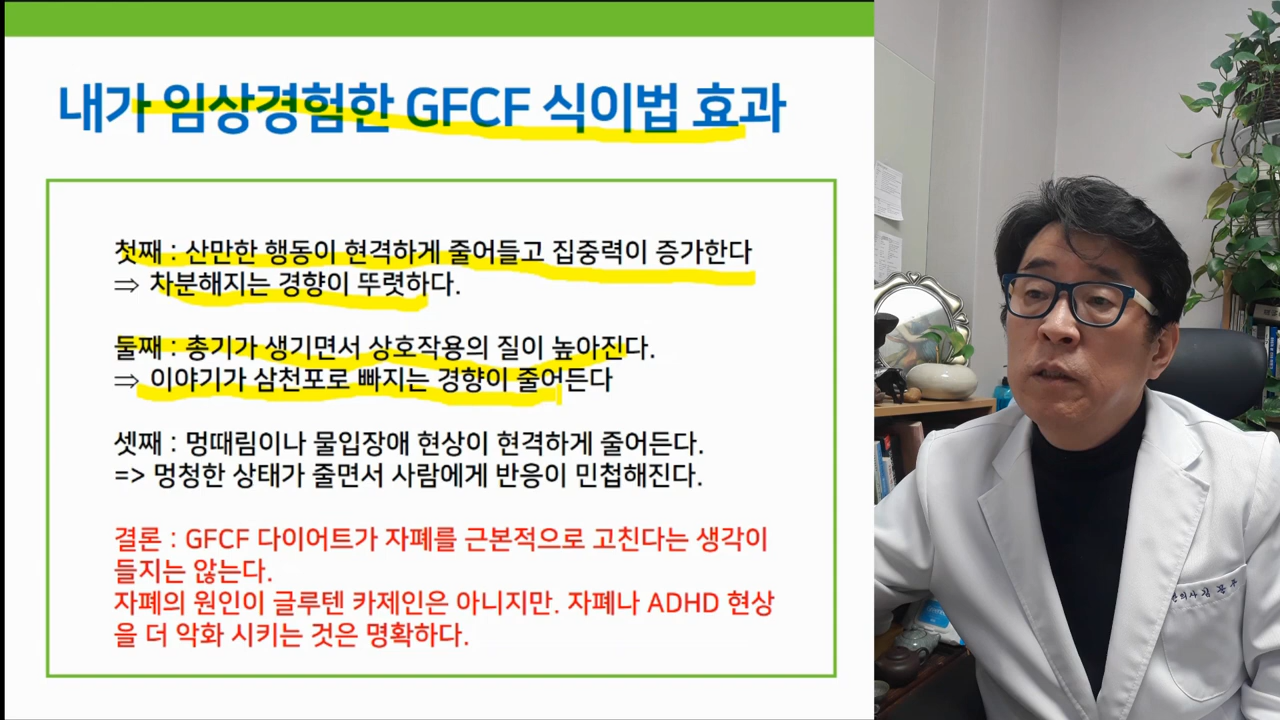 내가 임상경험한 GFCF 식이법 효과
첫째 : 산만한 행동이 현격하게 줄어들고 집중력이 증가한다
⇒ 차분해지는 경향이 뚜렷하다.
둘째 : 총기가 생기면서 상호작용의 질이 높아진다.
⇒ 이야기가 삼천포로 빠지는 경향이 줄어든다
셋째 : 멍때림이나 물입장애 현상이 현격하게 줄어든다.
=> 멍청한 상태가 줄면서 사람에게 반응이 민첩해진다.
결론 : GFCF 다이어트가 자폐를 근본적으로 고친다는 생각이
들지는 않는다.
자폐의 원인이 글루텐 카제인은 아니지만. 자폐나 ADHD 현상
을 더 악화 시키는 것은 명확하다.